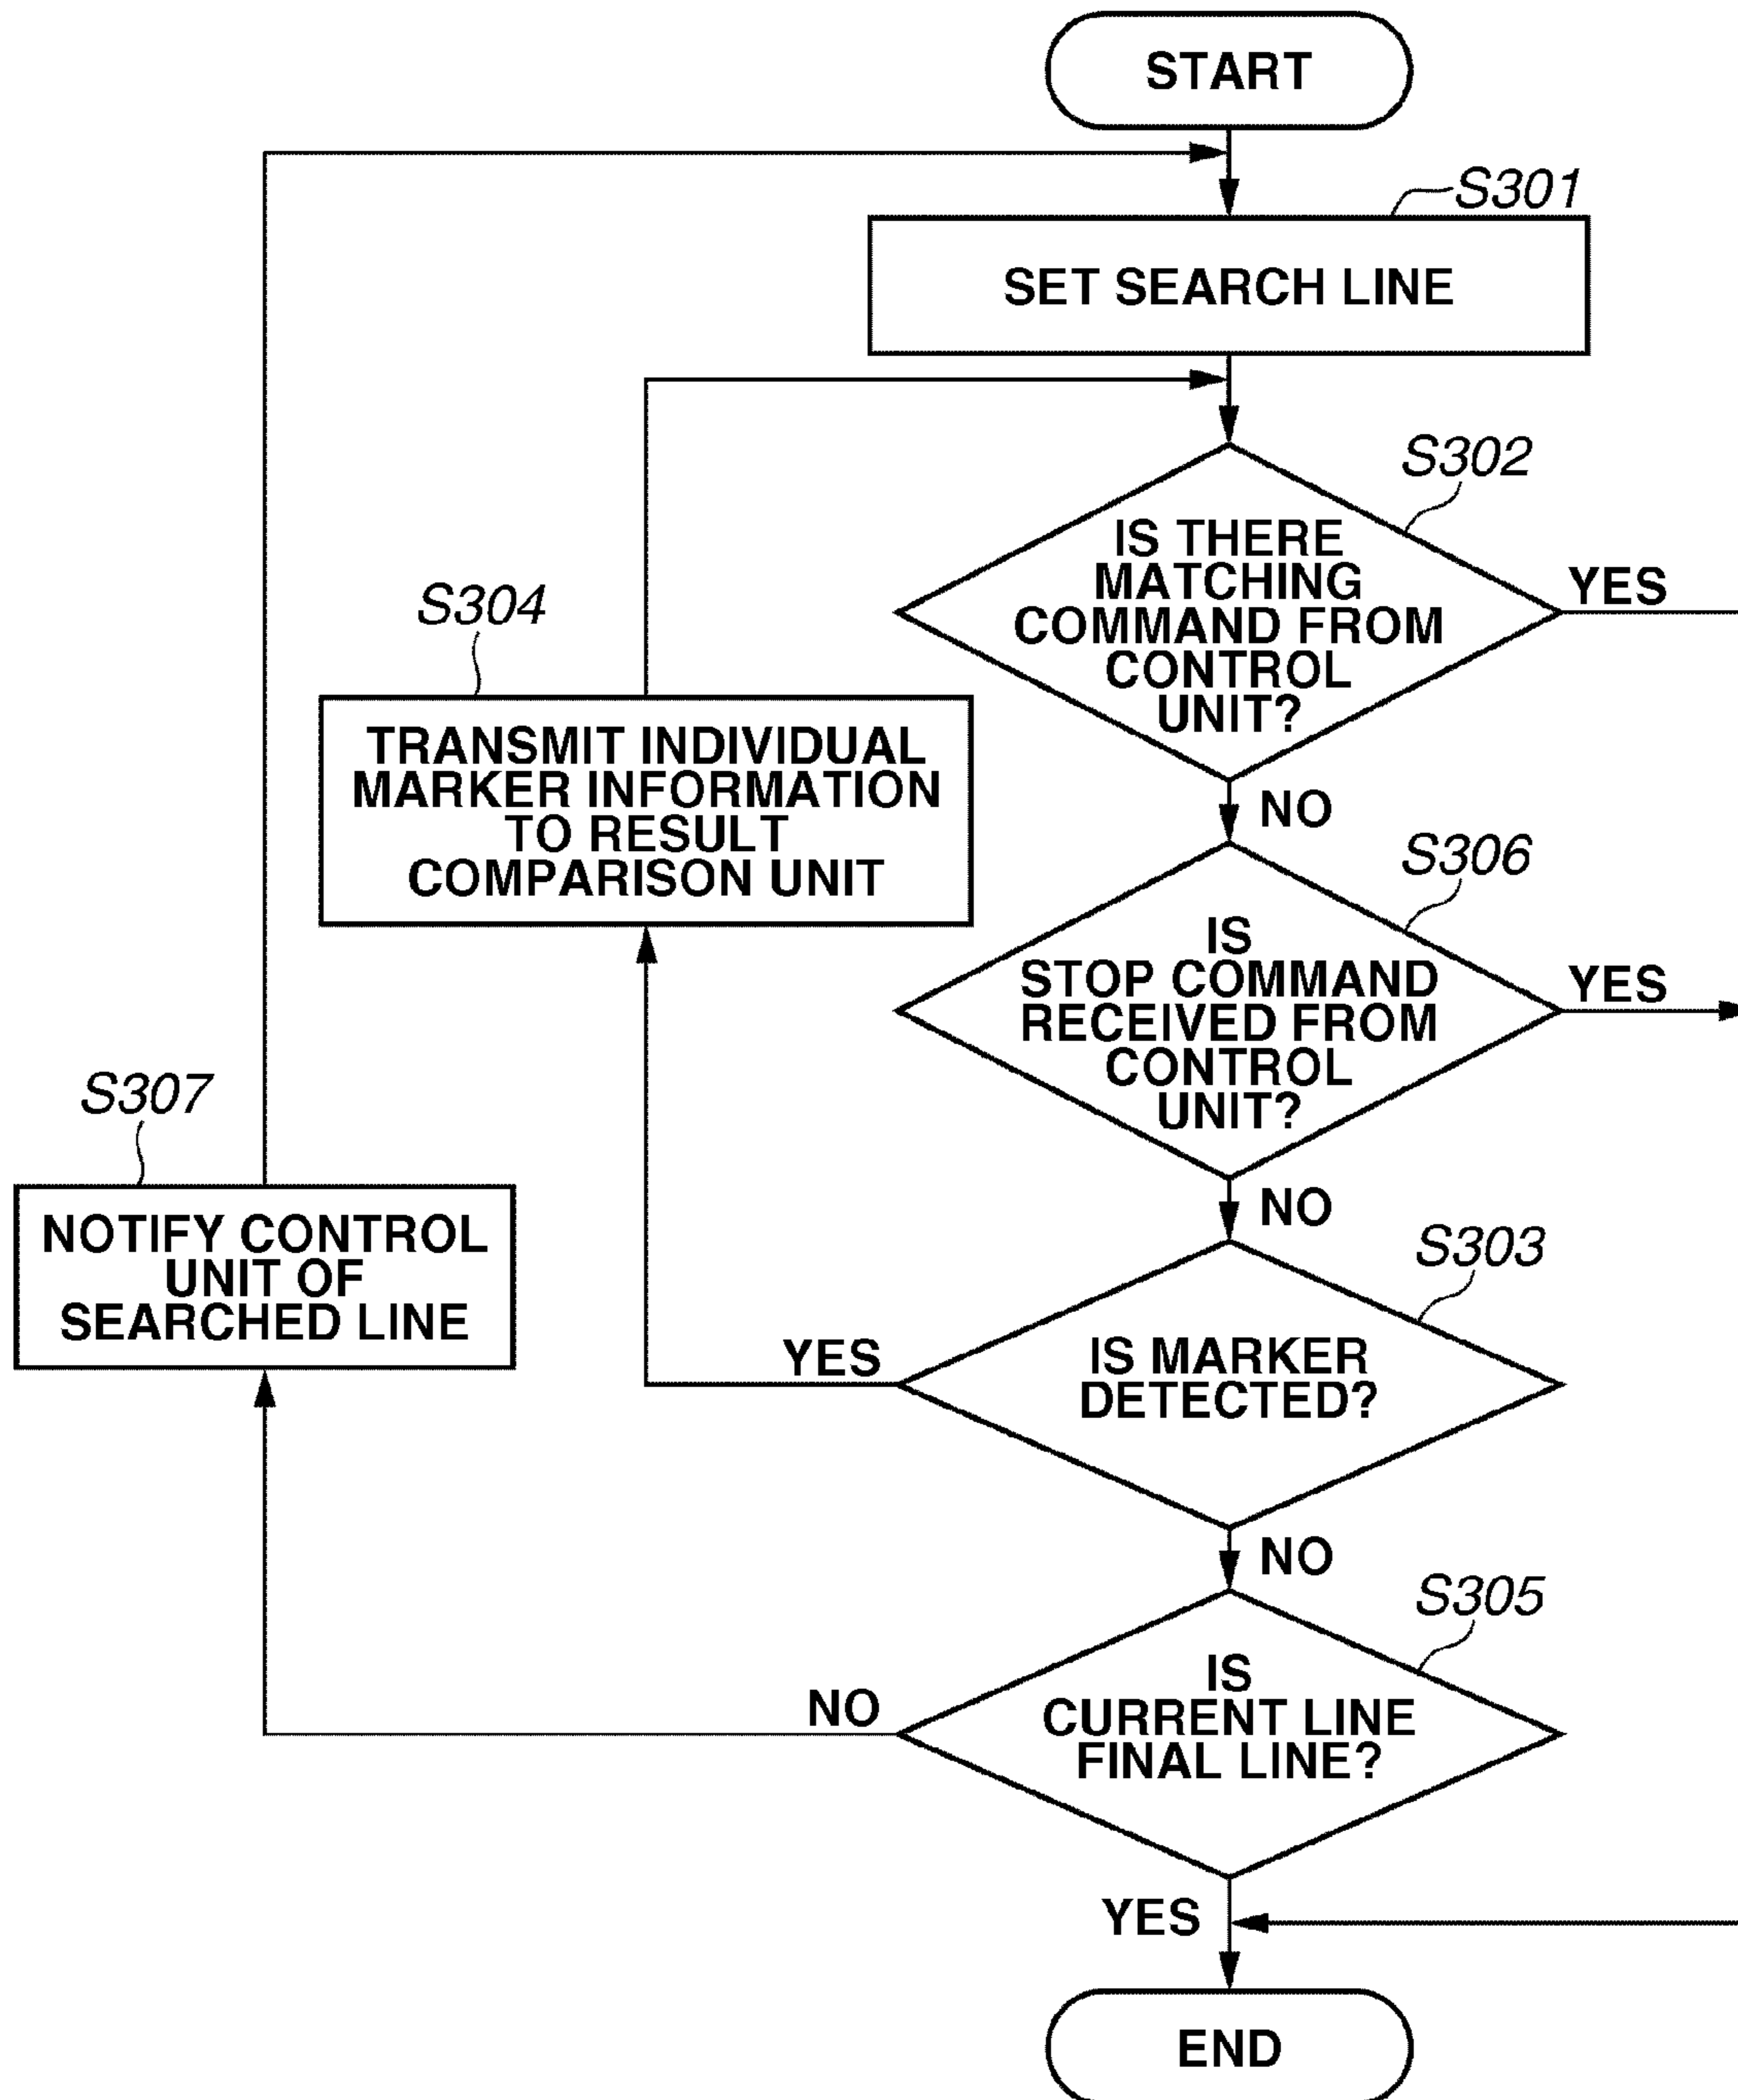 START
S301
SET SEARCH LINE
S302
IS THERE
MATCHING
COMMAND FROM
CONTROL
UNIT?
YES
NO
S304
TRANSMIT INDIVIDUAL
MARKER INFORMATION
TO RESULT
COMPARISON UNIT
S306
IS
STOP COMMAND
RECEIVED FROM
CONTROL
UNIT?
YES
NO
S307
NOTIFY CONTROL
UNIT OF
SEARCHED LINE
S303
IS MARKER
DETECTED?
YES
NO
S305
IS
CURRENT LINE
FINAL LINE?
NO
YES
END